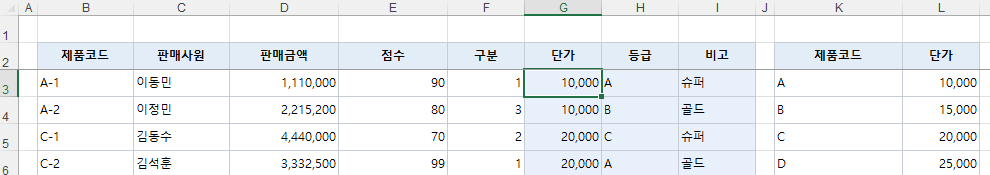 A B C D E F G H I J K L
1
2 제품코드 판매사원 판매금액 점수 구분 단가 등급 비고 제품코드 단가
3 A-1 이동민 1,110,000 90 1 10,000 A 슈퍼 A 10,000
4 A-2 이정민 2,215,200 80 3 10,000 B 골드 B 15,000
5 C-1 김동수 4,440,000 70 2 20,000 C 슈퍼 C 20,000
6 C-2 김석훈 3,332,500 99 1 20,000 A 골드 D 25,000